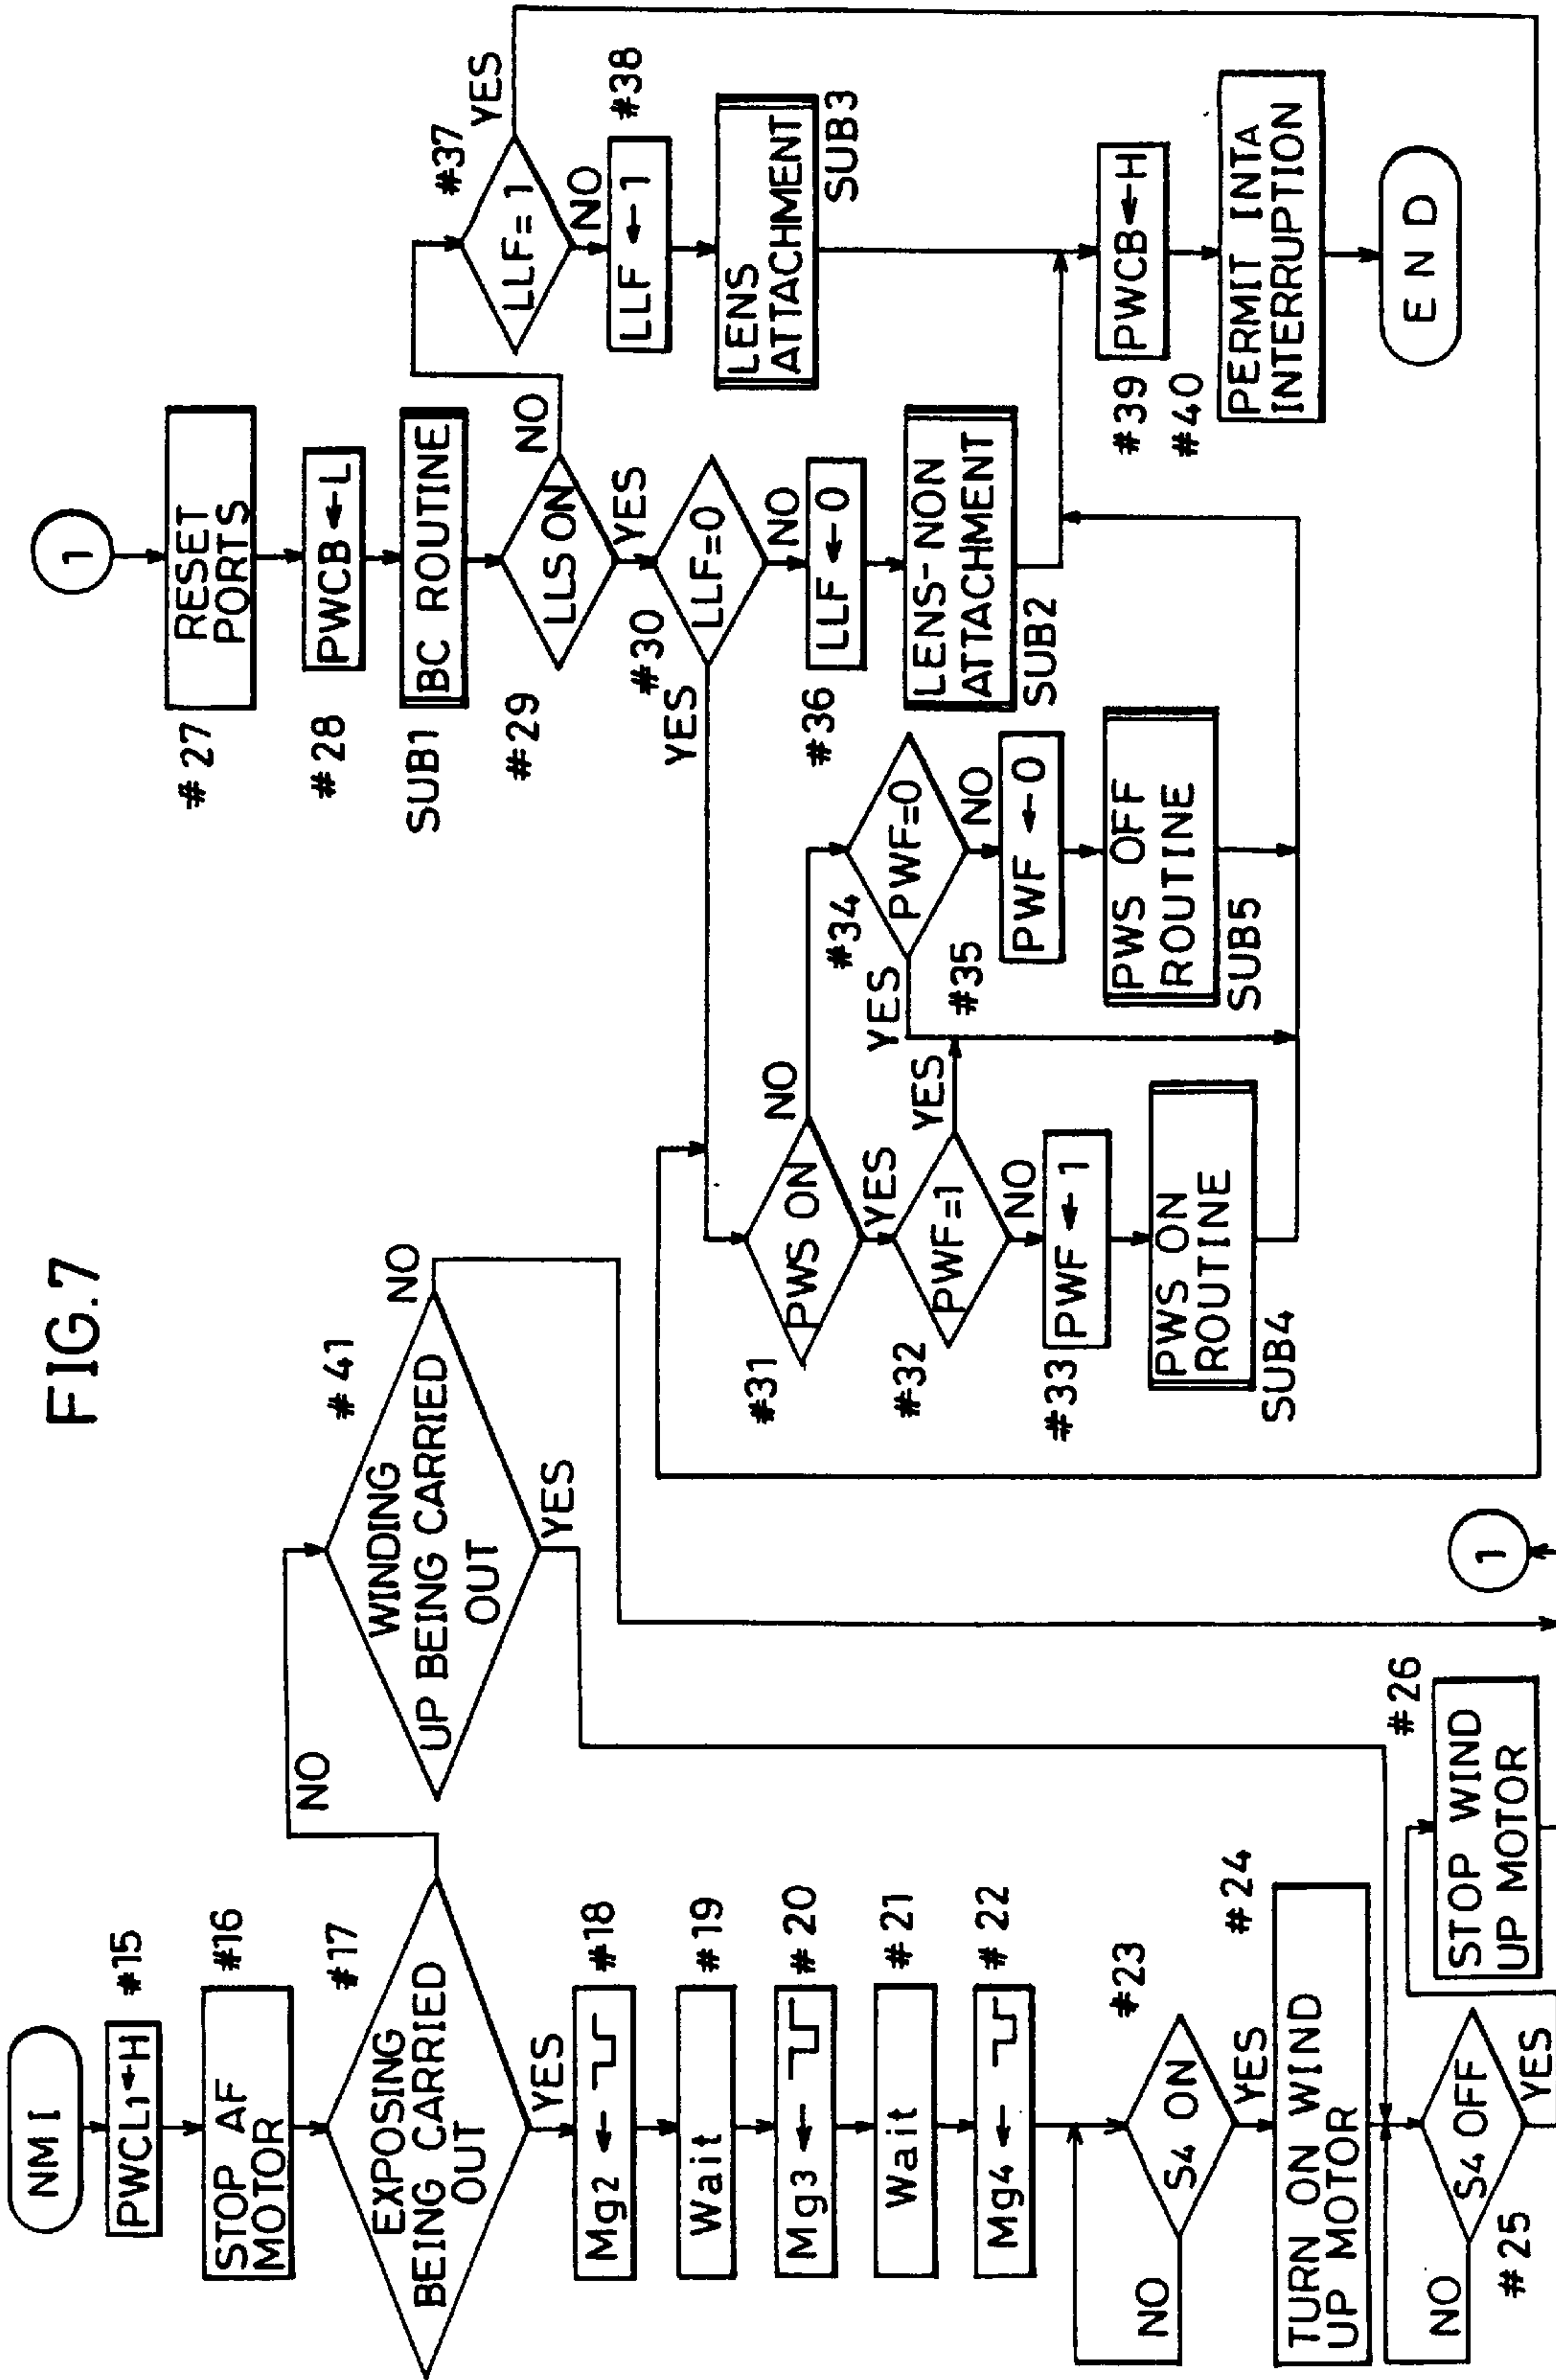 FIG.7
NMI
PWCL1←H
#15
STOP AF
MOTOR
#16
EXPOSING
BEING CARRIED
OUT
#17
NO
YES
Mg2 ←
#18
Wait
#19
Mg3 ←
#20
Wait
#21
Mg4 ←
#22
S4 ON
#23
NO
YES
TURN ON WIND
UP MOTOR
#24
S4 OFF
#25
NO
YES
STOP WIND
UP MOTOR
#26
WINDING
UP BEING CARRIED
OUT
#41
NO
YES
1
1
RESET
PORTS
#27
PWCB←L
#28
BC ROUTINE
SUB1
LLS ON
#29
NO
YES
LLF=0
#30
YES
NO
PWS ON
#31
NO
YES
PWF=1
#32
YES
NO
PWF←1
#33
PWS ON
ROUTINE
SUB4
PWF=0
#34
YES
NO
#35
PWF←0
PWS OFF
ROUTINE
SUB5
LLF←0
#36
LENS-NON
ATTACHMENT
SUB2
LLF=1
#37
YES
NO
LLF←1
#38
LENS
ATTACHMENT
SUB3
PWCB←H
#39
PERMIT INTA
INTERRUPTION
#40
END